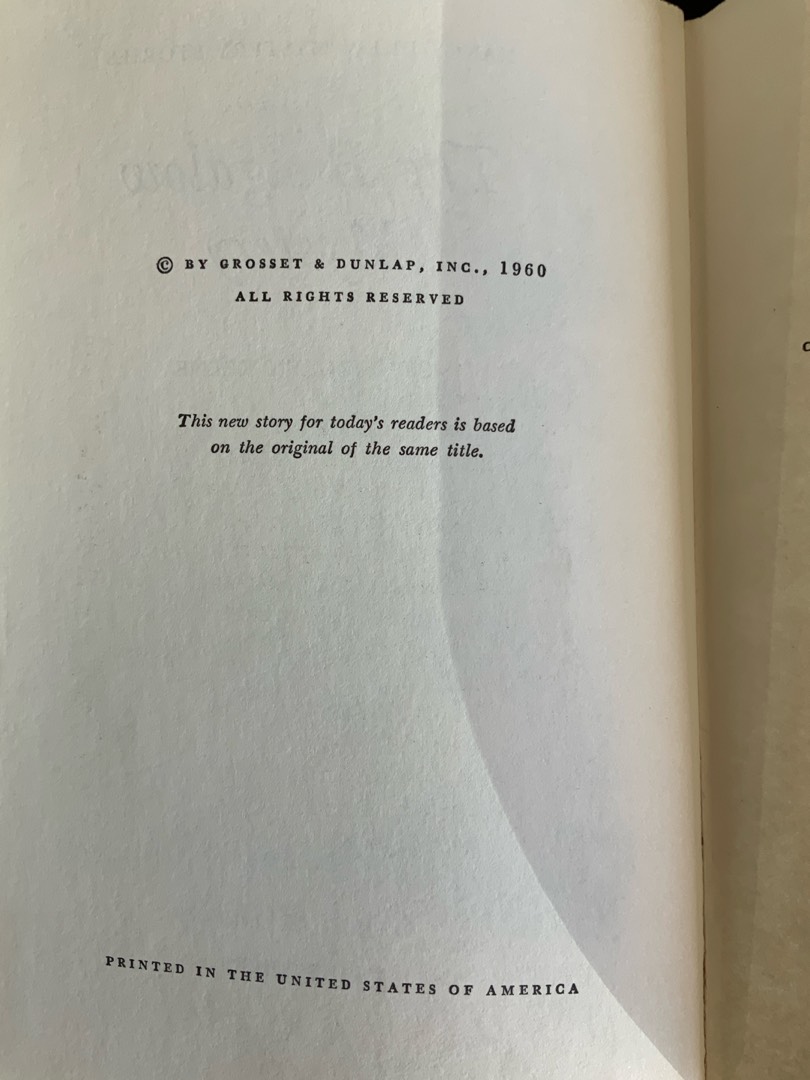 © BY GROSSET & DUNLAP, INC., 1960
ALL RIGHTS RESERVED
This new story for today's readers is based
on the original of the same title.
PRINTED IN THE UNITED STATES OF AMERICA